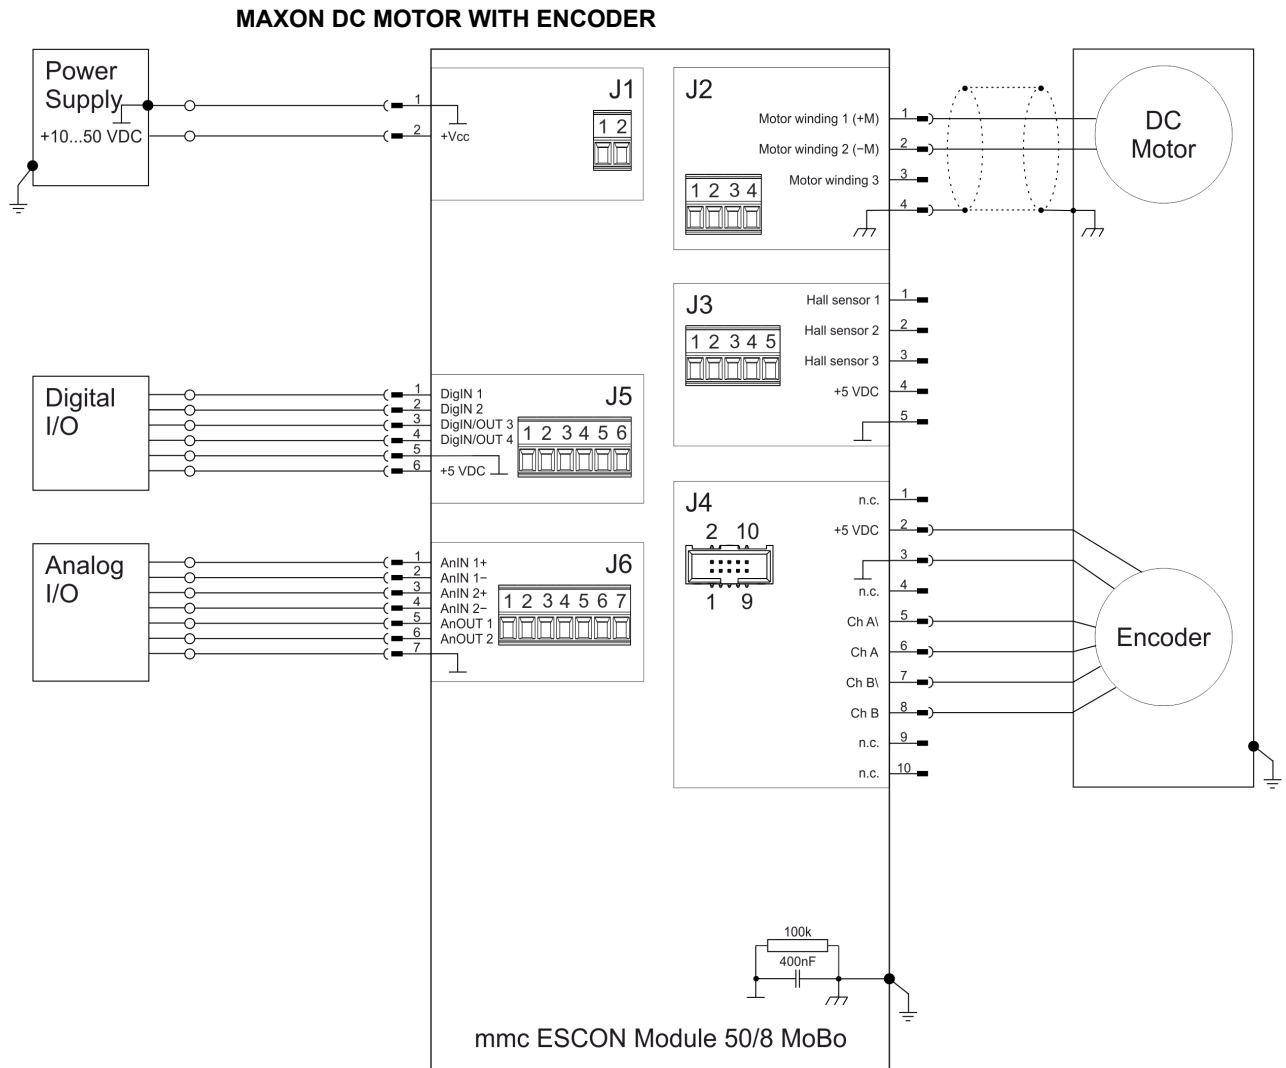 MAXON DC MOTOR WITH ENCODER
Power
Supply
+10...50 VDC
1
2
+Vcc
J1
1 2
J2
1 2 3 4
Motor winding 1 (+M)
1
Motor winding 2 (−M)
2
Motor winding 3
3
4
DC
Motor
J3
1 2 3 4 5
Hall sensor 1
1
Hall sensor 2
2
Hall sensor 3
3
+5 VDC
4
5
Digital
I/O
1
DigIN 1
2
DigIN 2
3
DigIN/OUT 3
4
DigIN/OUT 4
5
6
+5 VDC
J5
1 2 3 4 5 6
Analog
I/O
1
AnIN 1+
2
AnIN 1−
3
AnIN 2+
4
AnIN 2−
5
AnOUT 1
6
AnOUT 2
7
J6
1 2 3 4 5 6 7
J4
2 10
1 9
n.c.
1
+5 VDC
2
3
n.c.
4
Ch A\
5
Ch A
6
Ch B\
7
Ch B
8
n.c.
9
n.c.
10
Encoder
100k
400nF
mmc ESCON Module 50/8 MoBo